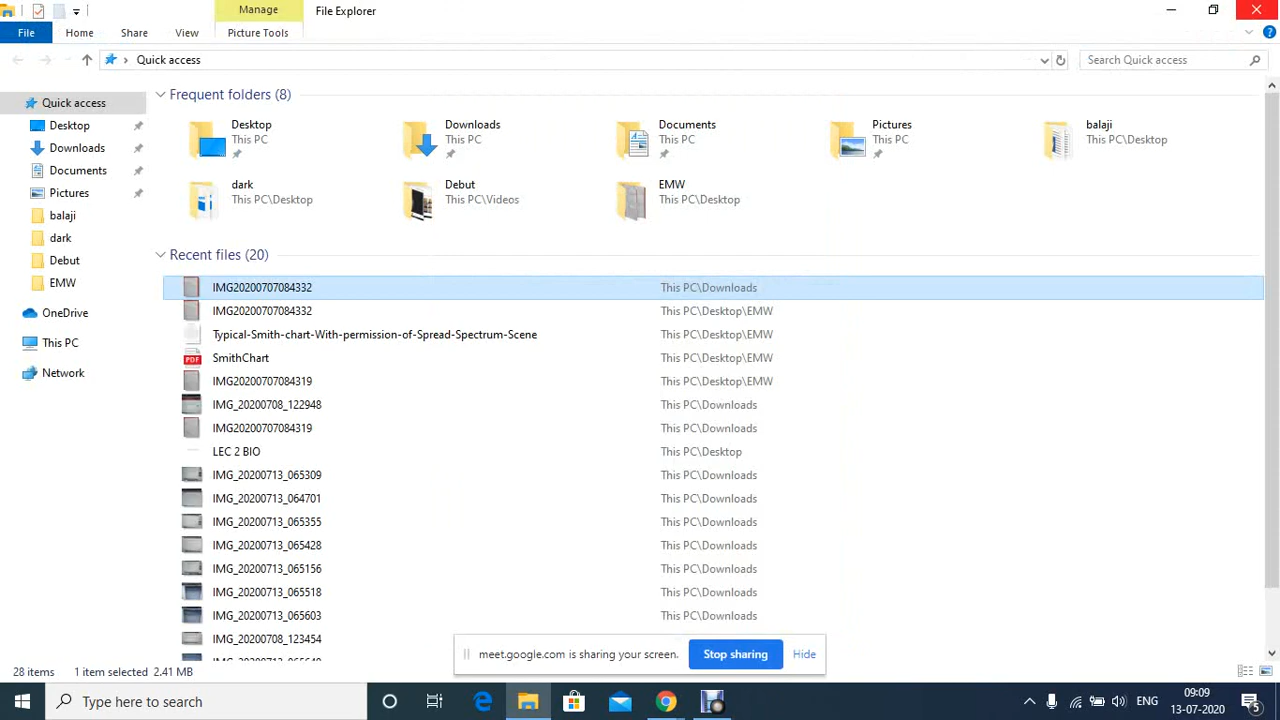 Manage
File Explorer
File
Home
Share
View
Picture Tools
Quick access
Search Quick access
Quick access
Desktop
Downloads
Documents
Pictures
balaji
dark
Debut
EMW
OneDrive
This PC
Network
Frequent folders (8)
Desktop
This PC
Downloads
This PC
Documents
This PC
Pictures
This PC
balaji
This PC\Desktop
dark
This PC\Desktop
Debut
This PC\Videos
EMW
This PC\Desktop
Recent files (20)
IMG20200707084332 This PC\Downloads
IMG20200707084332 This PC\Desktop\EMW
Typical-Smith-chart-With-permission-of-Spread-Spectrum-Scene This PC\Desktop\EMW
PDF SmithChart This PC\Desktop\EMW
IMG20200707084319 This PC\Desktop\EMW
IMG_20200708_122948 This PC\Downloads
IMG20200707084319 This PC\Downloads
LEC 2 BIO This PC\Desktop
IMG_20200713_065309 This PC\Downloads
IMG_20200713_064701 This PC\Downloads
IMG_20200713_065355 This PC\Downloads
IMG_20200713_065428 This PC\Downloads
IMG_20200713_065156 This PC\Downloads
IMG_20200713_065518 This PC\Downloads
IMG_20200713_065603 This PC\Downloads
IMG_20200708_123454
meet.google.com is sharing your screen. Stop sharing Hide
28 items 1 item selected 2.41 MB
Type here to search
ENG
09:09
13-07-2020
5